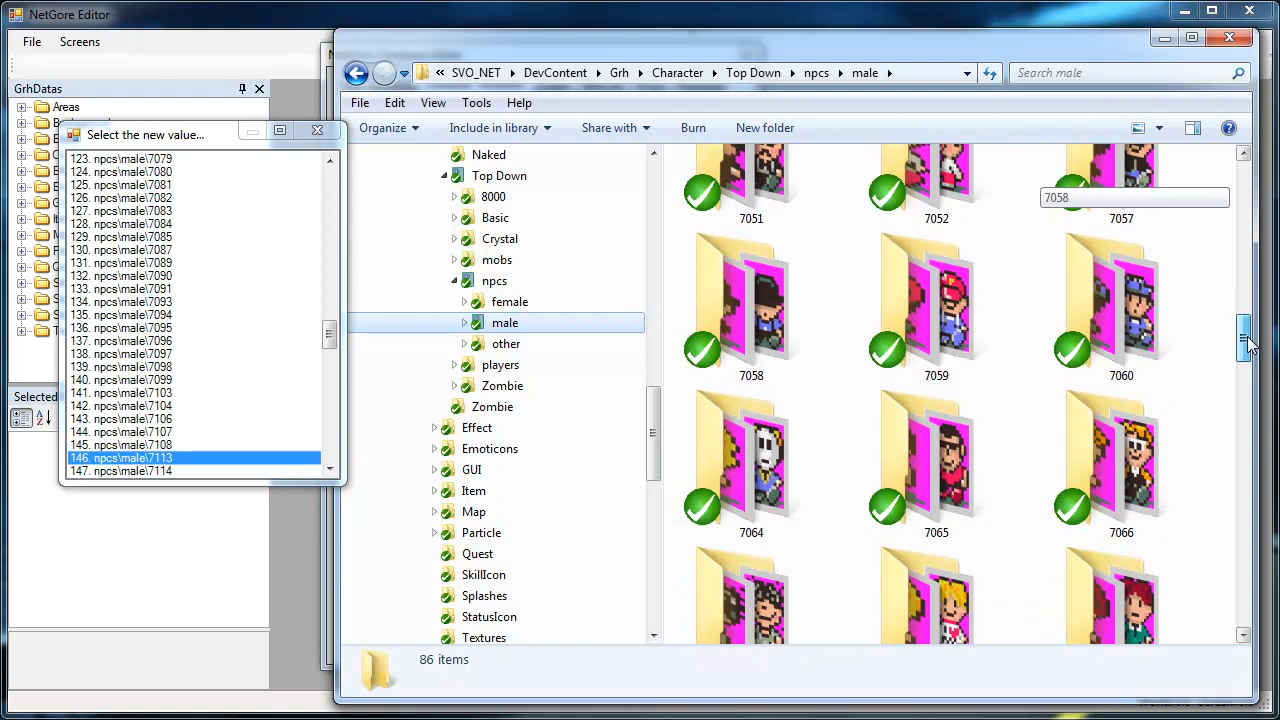 NetGore Editor
File Screens
GrhDatas
Areas
Select the new value...
123. npcs\male\7079
124. npcs\male\7080
125. npcs\male\7081
126. npcs\male\7082
127. npcs\male\7083
128. npcs\male\7084
129. npcs\male\7085
130. npcs\male\7087
131. npcs\male\7089
132. npcs\male\7090
133. npcs\male\7091
134. npcs\male\7093
135. npcs\male\7094
136. npcs\male\7095
137. npcs\male\7096
138. npcs\male\7097
139. npcs\male\7098
140. npcs\male\7099
141. npcs\male\7103
142. npcs\male\7104
143. npcs\male\7106
144. npcs\male\7107
145. npcs\male\7108
146. npcs\male\7113
147. npcs\male\7114
Selected
« SVO_NET DevContent Grh Character Top Down npcs male
Search male
File Edit View Tools Help
Organize Include in library Share with Burn New folder
Naked
Top Down
8000
Basic
Crystal
mobs
npcs
female
male
other
players
Zombie
Zombie
Effect
Emoticons
GUI
Item
Map
Particle
Quest
SkillIcon
Splashes
StatusIcon
Textures
7051 7052 7057
7058
7058 7059 7060
7064 7065 7066
86 items